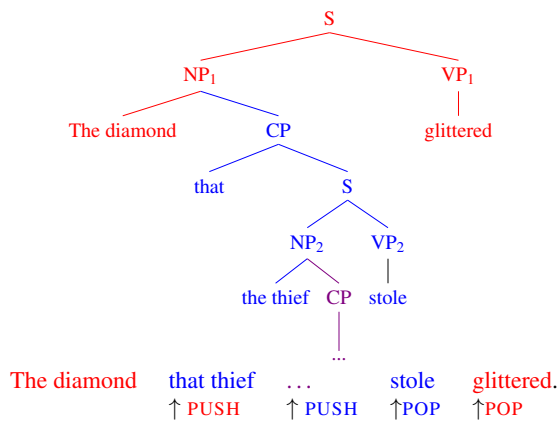 S
NP₁ VP₁
The diamond CP glittered
that S
NP₂ VP₂
the thief CP stole
...
The diamond that thief ... stole glittered.
↑ PUSH ↑ PUSH ↑POP ↑POP